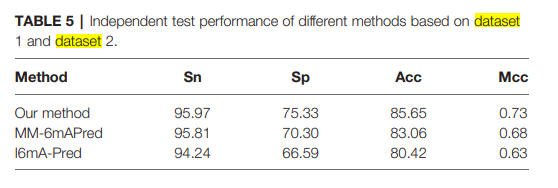 TABLE 5 | Independent test performance of different methods based on dataset
1 and dataset 2.
Method Sn Sp Acc Mcc
Our method 95.97 75.33 85.65 0.73
MM-6mAPred 95.81 70.30 83.06 0.68
I6mA-Pred 94.24 66.59 80.42 0.63